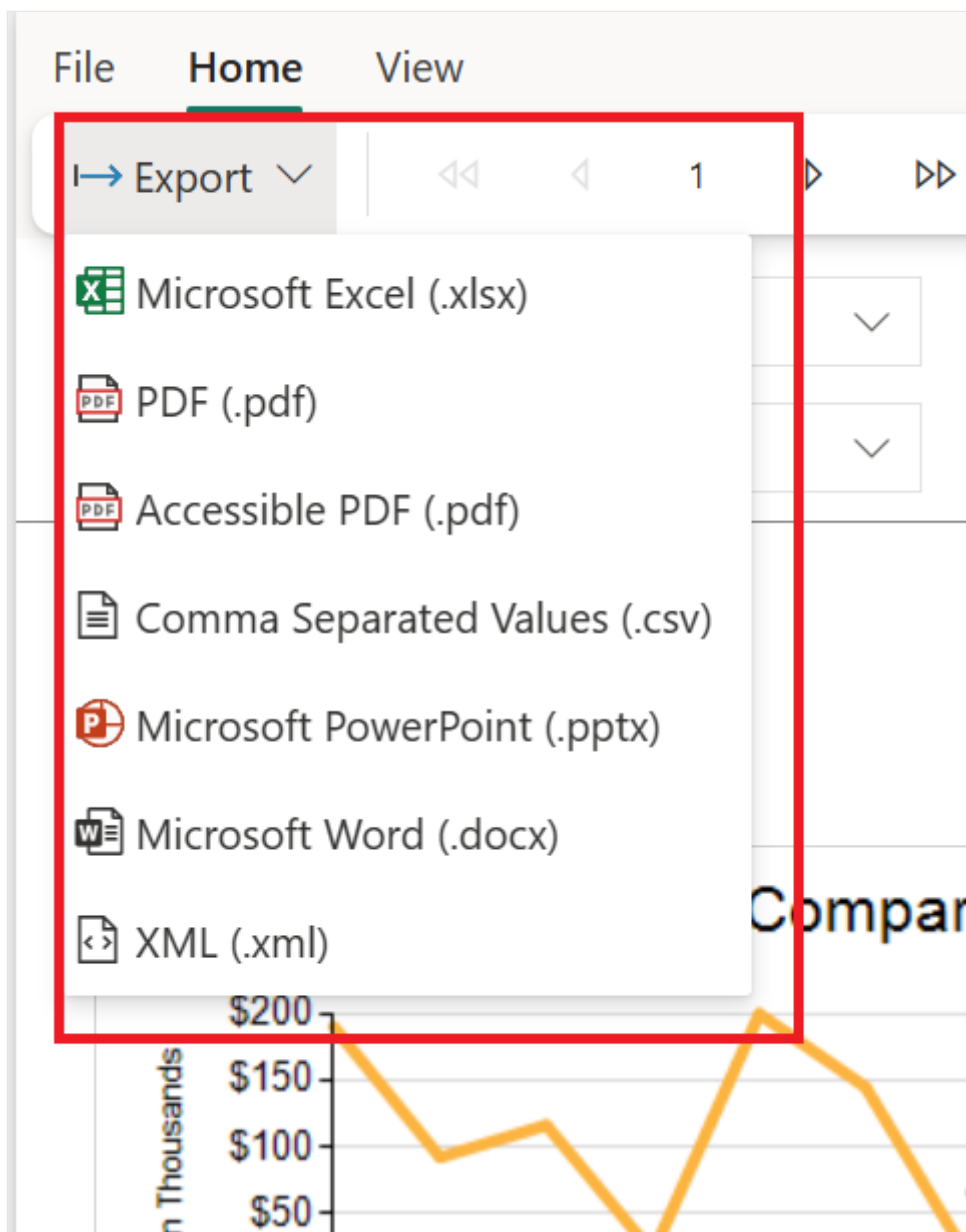 File Home View
Export 1
Microsoft Excel (.xlsx)
PDF (.pdf)
Accessible PDF (.pdf)
Comma Separated Values (.csv)
Microsoft PowerPoint (.pptx)
Microsoft Word (.docx)
XML (.xml)
$200
$150
$100
$50
Thousands